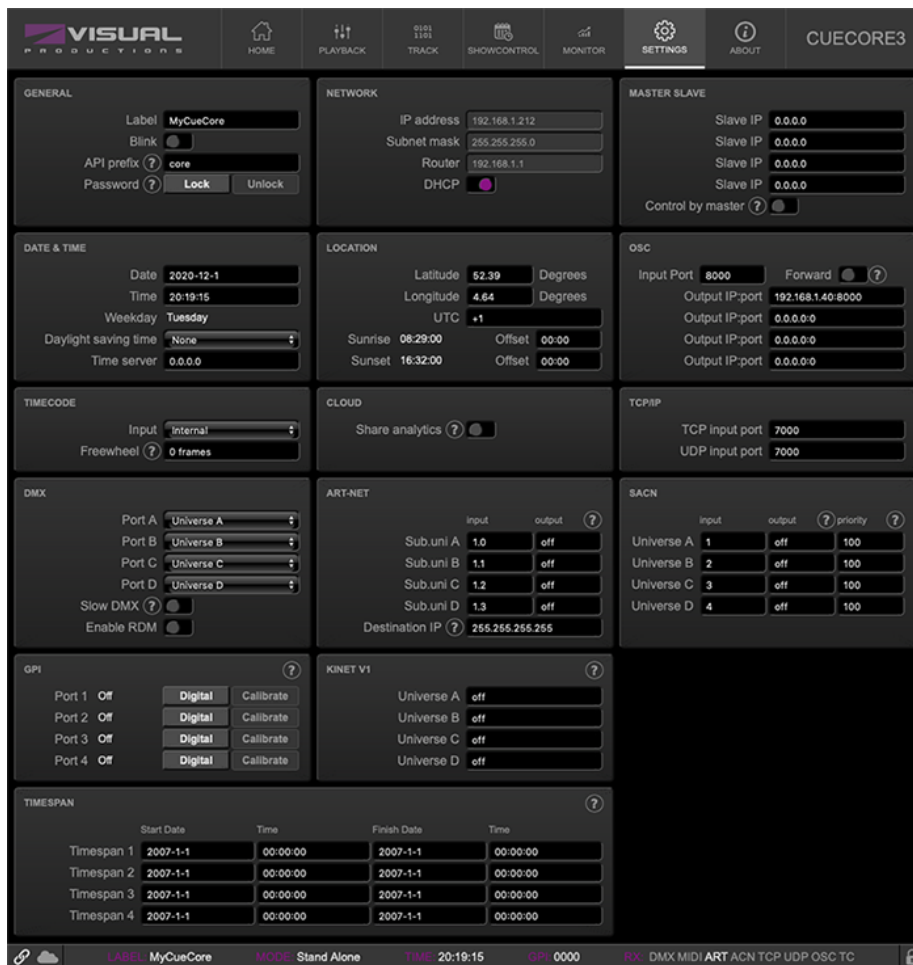 VISUAL
PRODUCTIONS
HOME
PLAYBACK
0101
1101
TRACK
SHOWCONTROL
MONITOR
SETTINGS
ABOUT
CUECORE3
GENERAL
Label MyCueCore
Blink
API prefix ? core
Password ? Lock Unlock
NETWORK
IP address 192.168.1.212
Subnet mask 255.255.255.0
Router 192.168.1.1
DHCP
MASTER SLAVE
Slave IP 0.0.0.0
Slave IP 0.0.0.0
Slave IP 0.0.0.0
Slave IP 0.0.0.0
Control by master ?
DATE & TIME
Date 2020-12-1
Time 20:19:15
Weekday Tuesday
Daylight saving time None
Time server 0.0.0.0
LOCATION
Latitude 52.39 Degrees
Longitude 4.64 Degrees
UTC +1
Sunrise 08:29:00 Offset 00:00
Sunset 16:32:00 Offset 00:00
OSC
Input Port 8000 Forward ?
Output IP:port 192.168.1.40:8000
Output IP:port 0.0.0.0:0
Output IP:port 0.0.0.0:0
Output IP:port 0.0.0.0:0
TIMECODE
Input Internal
Freewheel ? 0 frames
CLOUD
Share analytics ?
TCP/IP
TCP input port 7000
UDP input port 7000
DMX
Port A Universe A
Port B Universe B
Port C Universe C
Port D Universe D
Slow DMX ?
Enable RDM
ART-NET
input output ?
Sub.uni A 1.0 off
Sub.uni B 1.1 off
Sub.uni C 1.2 off
Sub.uni D 1.3 off
Destination IP ? 255.255.255.255
SACN
input output ? priority ?
Universe A 1 off 100
Universe B 2 off 100
Universe C 3 off 100
Universe D 4 off 100
GPI ?
Port 1 Off Digital Calibrate
Port 2 Off Digital Calibrate
Port 3 Off Digital Calibrate
Port 4 Off Digital Calibrate
KINET V1 ?
Universe A off
Universe B off
Universe C off
Universe D off
TIMESPAN ?
Start Date Time Finish Date Time
Timespan 1 2007-1-1 00:00:00 2007-1-1 00:00:00
Timespan 2 2007-1-1 00:00:00 2007-1-1 00:00:00
Timespan 3 2007-1-1 00:00:00 2007-1-1 00:00:00
Timespan 4 2007-1-1 00:00:00 2007-1-1 00:00:00
LABEL MyCueCore MODE Stand Alone TIME 20:19:15 GPI 0000 RX DMX MIDI ART ACN TCP UDP OSC TC